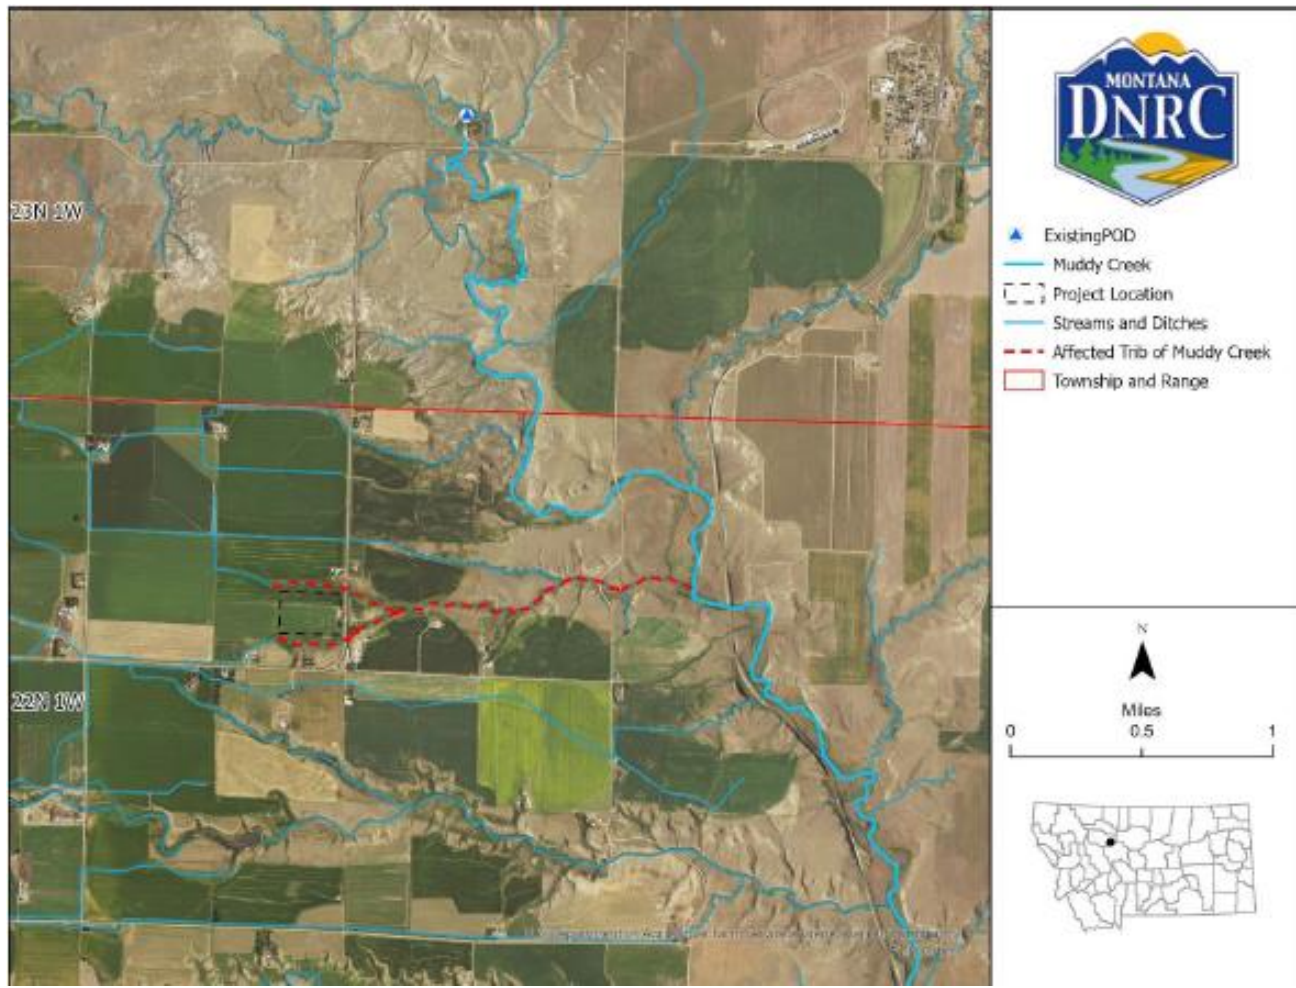 MONTANA
DNRC
ExistingPOD
Muddy Creek
Project Location
Streams and Ditches
Affected Trib of Muddy Creek
Township and Range
23N 1W
22N 1W
N
Miles
0 0.5 1